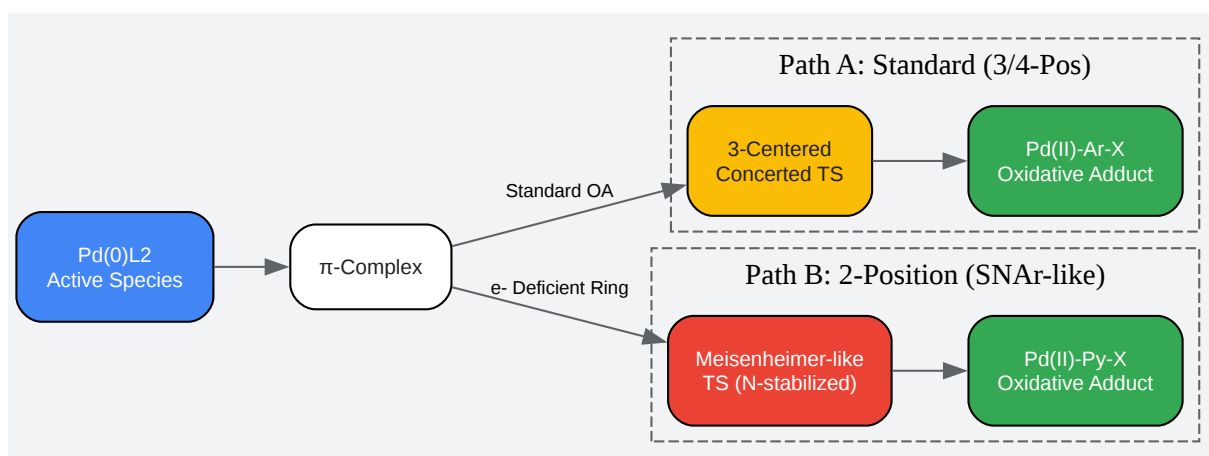 Path A: Standard (3/4-Pos)
3-Centered
Concerted TS
Pd(II)-Ar-X
Oxidative Adduct
Standard OA
Pd(0)L2
Active Species
π-Complex
e- Deficient Ring
Path B: 2-Position (SNAr-like)
Meisenheimer-like
TS (N-stabilized)
Pd(II)-Py-X
Oxidative Adduct